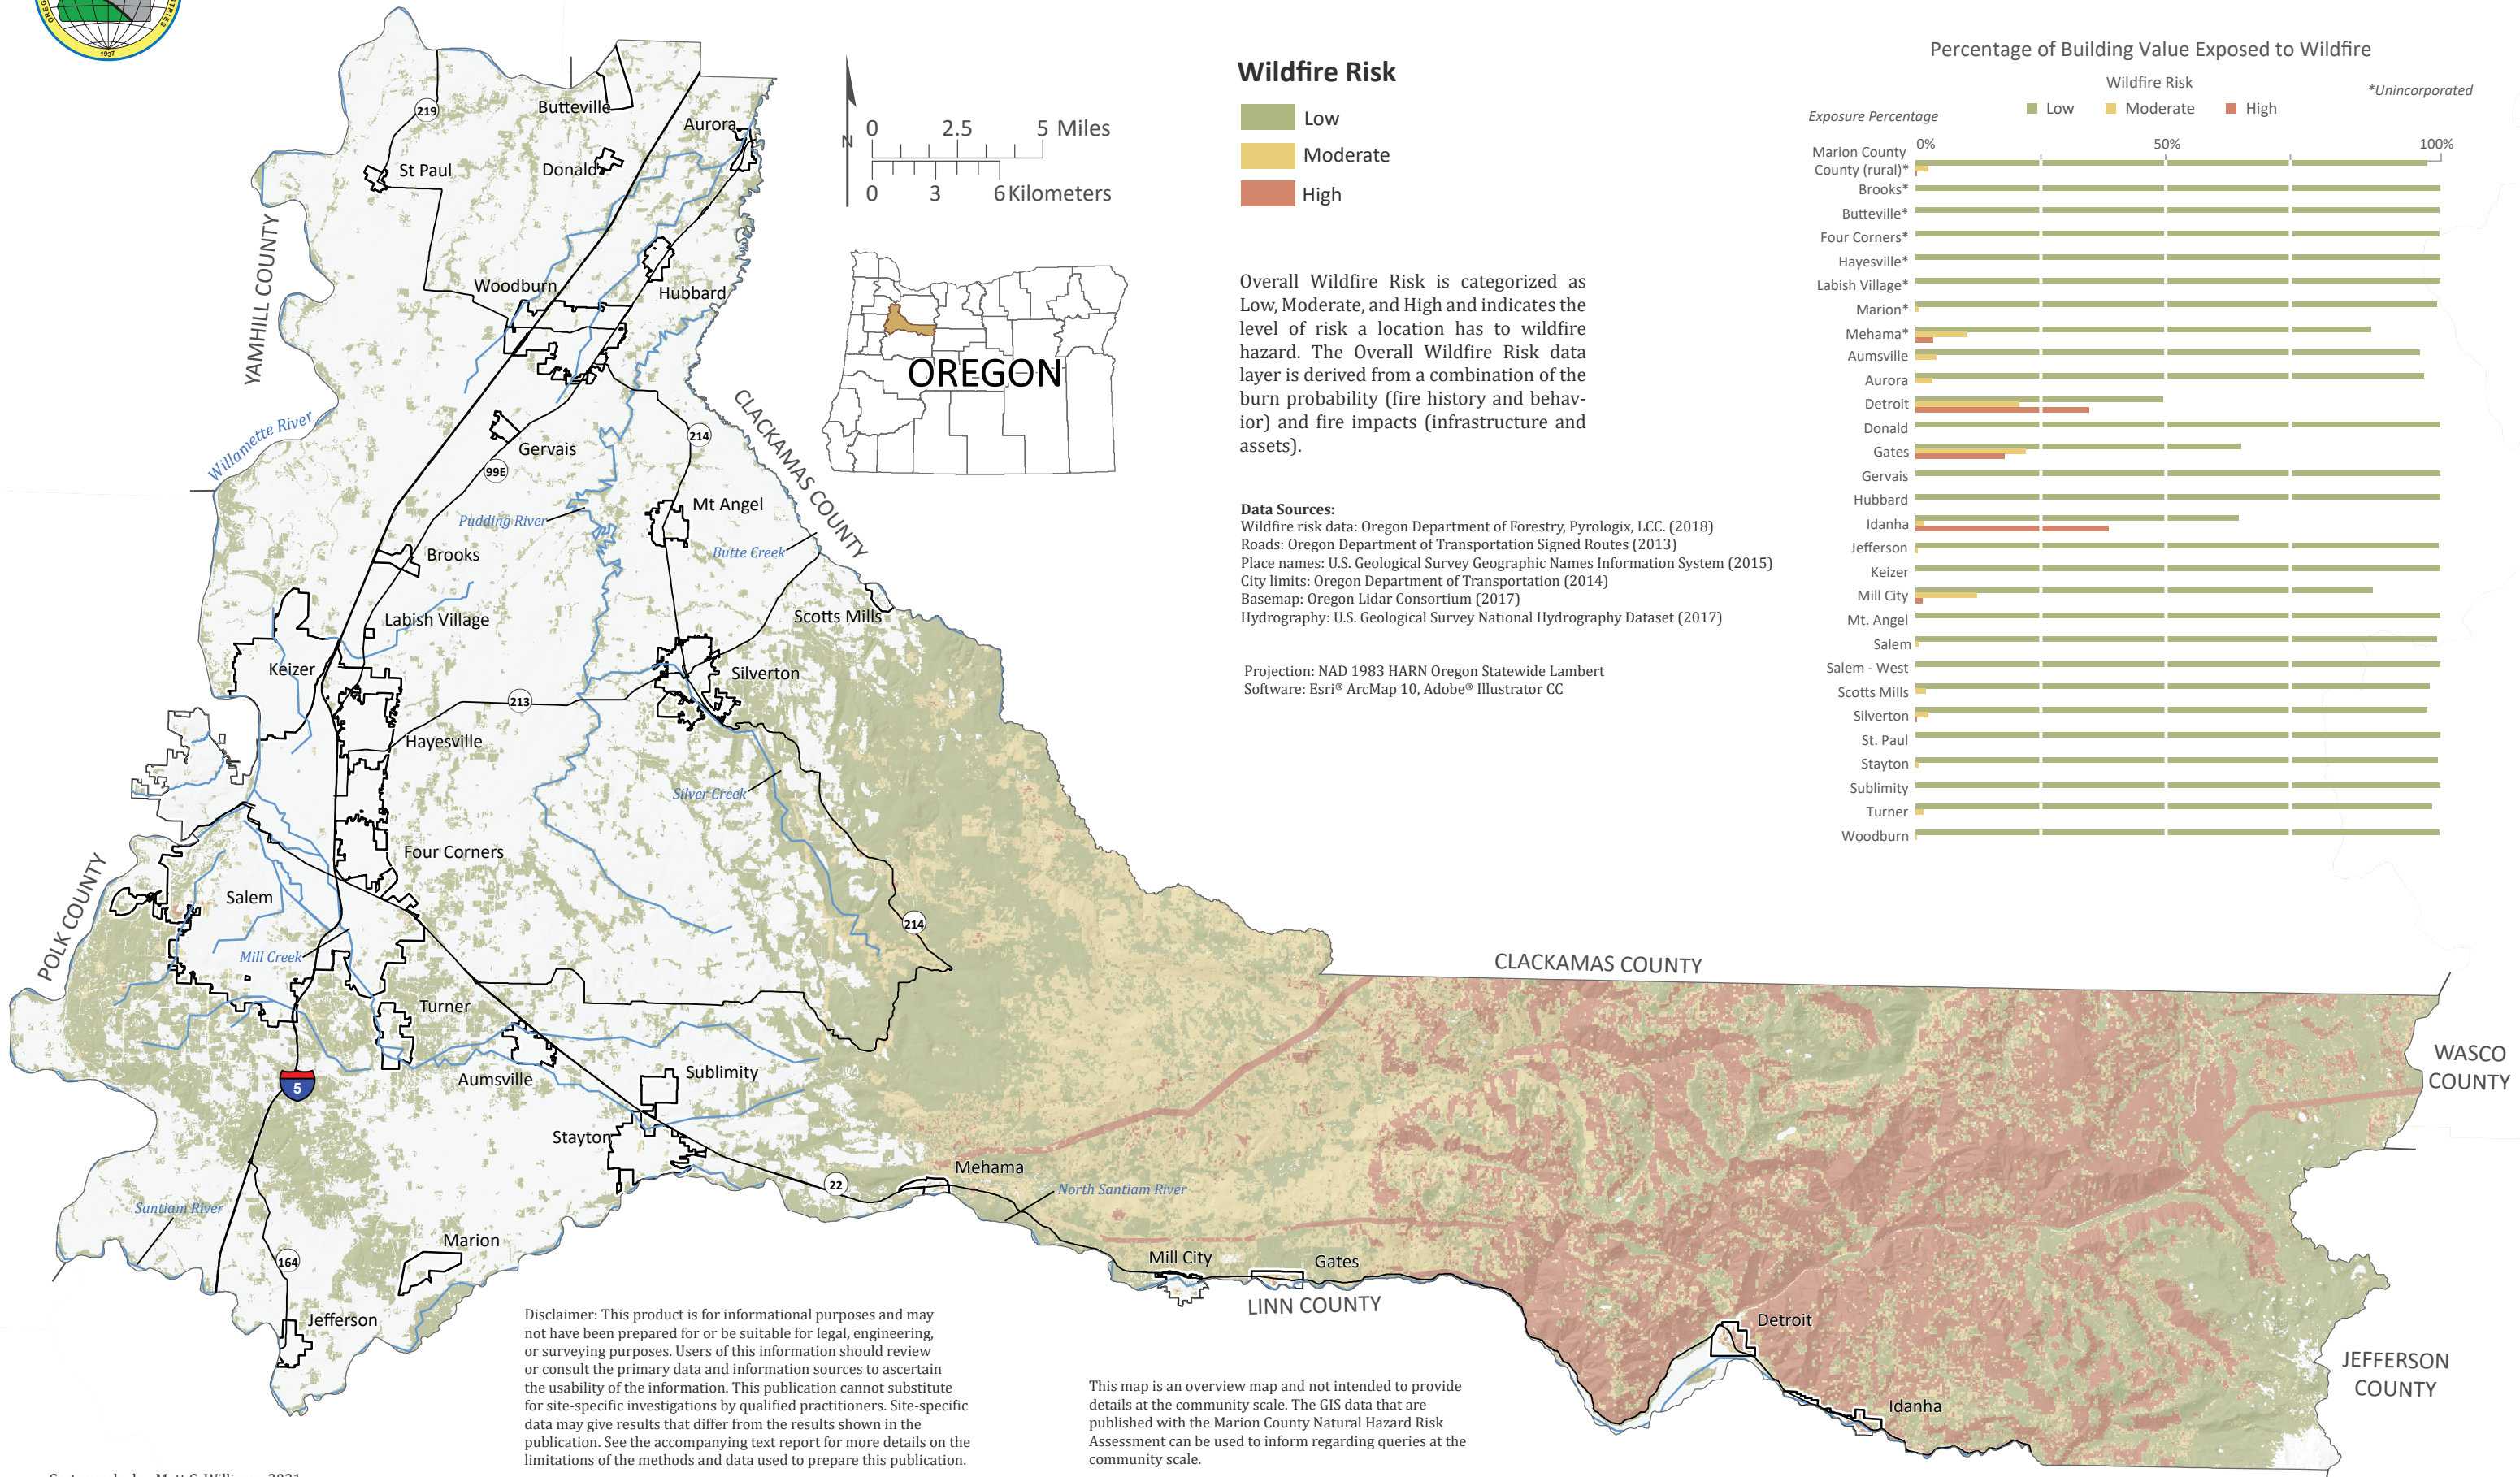 OREG
STRIES
1937
219
Butteville
Aurora
St Paul
Donald
YAMHILL COUNTY
Woodburn
Hubbard
Willamette River
CLACKAMAS COUNTY
214
Gervais
99E
Mt Angel
Pudding River
Butte Creek
Brooks
Labish Village
Scotts Mills
Keizer
Silverton
213
Hayesville
Silver Creek
Four Corners
POLK COUNTY
Salem
214
Mill Creek
Turner
5
Aumsville
Sublimity
Stayton
Mehama
22
North Santiam River
Santiam River
Marion
164
Mill City
Gates
LINN COUNTY
Jefferson
Detroit
Idanha
CLACKAMAS COUNTY
WASCO
COUNTY
JEFFERSON
COUNTY
N
0 2.5 5 Miles
0 3 6 Kilometers
OREGON
Wildfire Risk
Low
Moderate
High
Overall Wildfire Risk is categorized as
Low, Moderate, and High and indicates the
level of risk a location has to wildfire
hazard. The Overall Wildfire Risk data
layer is derived from a combination of the
burn probability (fire history and behav-
ior) and fire impacts (infrastructure and
assets).
Data Sources:
Wildfire risk data: Oregon Department of Forestry, Pyrologix, LCC. (2018)
Roads: Oregon Department of Transportation Signed Routes (2013)
Place names: U.S. Geological Survey Geographic Names Information System (2015)
City limits: Oregon Department of Transportation (2014)
Basemap: Oregon Lidar Consortium (2017)
Hydrography: U.S. Geological Survey National Hydrography Dataset (2017)
Projection: NAD 1983 HARN Oregon Statewide Lambert
Software: Esri® ArcMap 10, Adobe® Illustrator CC
Percentage of Building Value Exposed to Wildfire
Wildfire Risk
*Unincorporated
Low Moderate High
Exposure Percentage
0% 50% 100%
Marion County
County (rural)*
Brooks*
Butteville*
Four Corners*
Hayesville*
Labish Village*
Marion*
Mehama*
Aumsville
Aurora
Detroit
Donald
Gates
Gervais
Hubbard
Idanha
Jefferson
Keizer
Mill City
Mt. Angel
Salem
Salem - West
Scotts Mills
Silverton
St. Paul
Stayton
Sublimity
Turner
Woodburn
Disclaimer: This product is for informational purposes and may
not have been prepared for or be suitable for legal, engineering,
or surveying purposes. Users of this information should review
or consult the primary data and information sources to ascertain
the usability of the information. This publication cannot substitute
for site-specific investigations by qualified practitioners. Site-specific
data may give results that differ from the results shown in the
publication. See the accompanying text report for more details on the
limitations of the methods and data used to prepare this publication.
This map is an overview map and not intended to provide
details at the community scale. The GIS data that are
published with the Marion County Natural Hazard Risk
Assessment can be used to inform regarding queries at the
community scale.